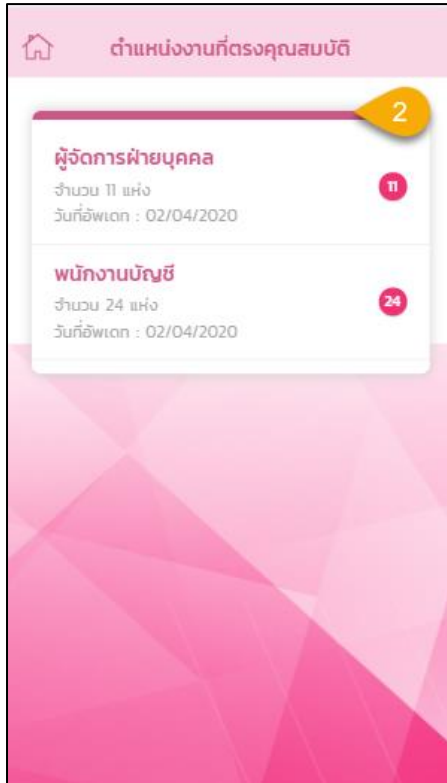 ตำแหน่งงานที่ตรงคุณสมบัติ
2
ผู้จัดการฝ่ายบุคคล
จำนวน 11 แห่ง
11
วันที่อัพเดท : 02/04/2020
พนักงานบัญชี
จำนวน 24 แห่ง
24
วันที่อัพเดท : 02/04/2020